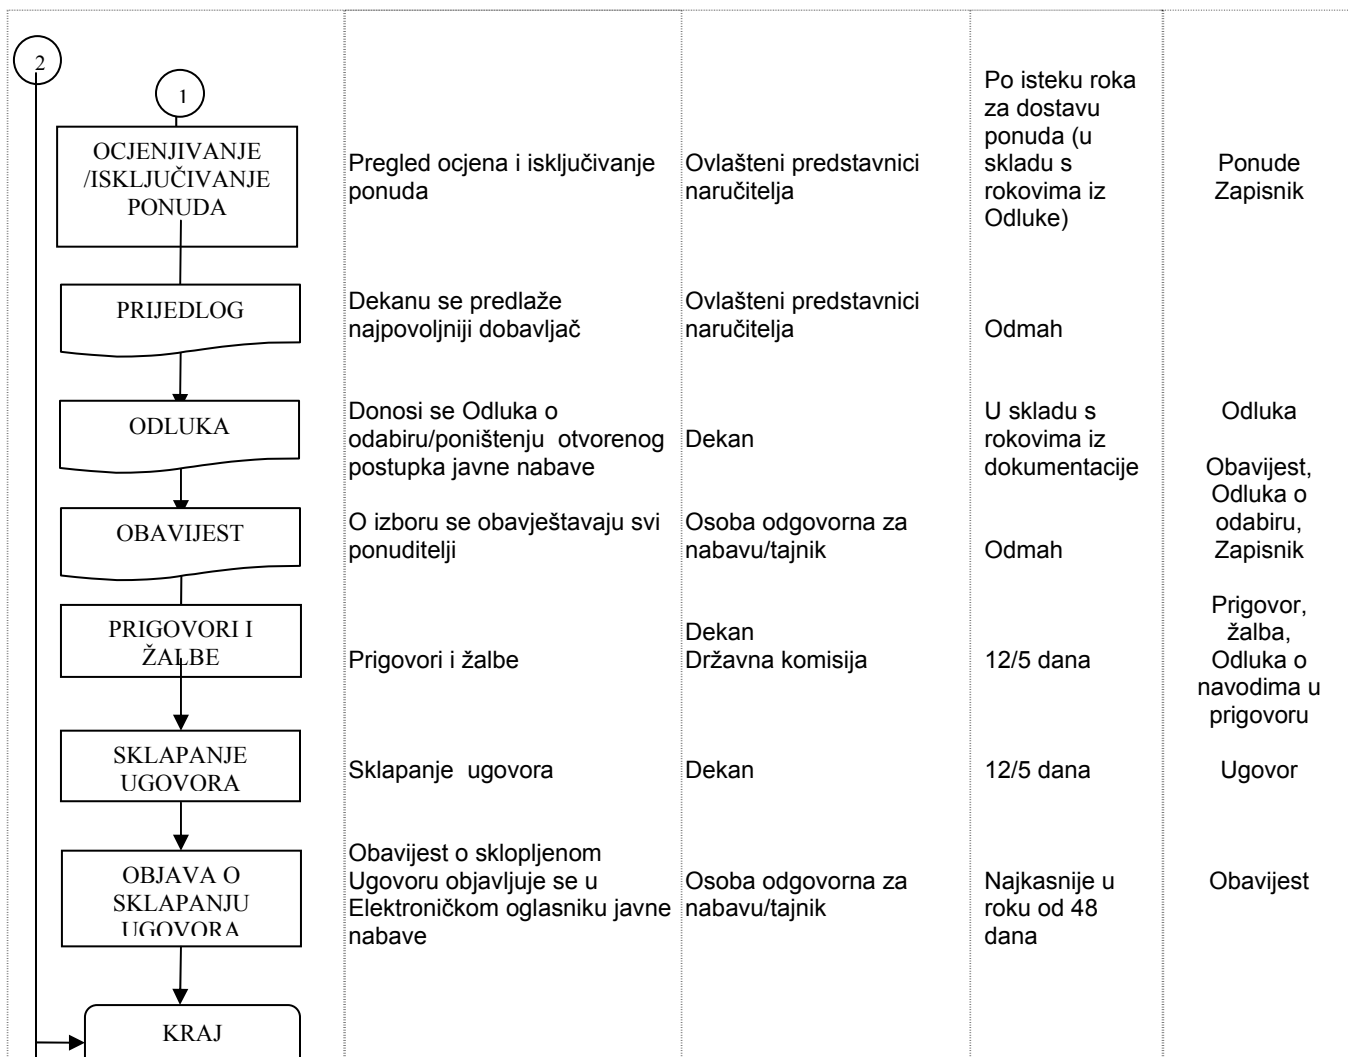 2
1
OCJENJIVANJE
/ISKLJUČIVANJE
PONUDA
Pregled ocjena i isključivanje
ponuda
Ovlašteni predstavnici
naručitelja
Po isteku roka
za dostavu
ponuda (u
skladu s
rokovima iz
Odluke)
Ponude
Zapisnik
PRIJEDLOG
Dekanu se predlaže
najpovoljniji dobavljač
Ovlašteni predstavnici
naručitelja
Odmah
ODLUKA
Donosi se Odluka o
odabiru/poništenju otvorenog
postupka javne nabave
Dekan
U skladu s
rokovima iz
dokumentacije
Odluka
OBAVIJEST
O izboru se obavještavaju svi
ponuditelji
Osoba odgovorna za
nabavu/tajnik
Odmah
Obavijest,
Odluka o
odabiru,
Zapisnik
PRIGOVORI I
ŽALBE
Prigovori i žalbe
Dekan
Državna komisija
12/5 dana
Prigovor,
žalba,
Odluka o
navodima u
prigovoru
SKLAPANJE
UGOVORA
Sklapanje ugovora
Dekan
12/5 dana
Ugovor
OBJAVA O
SKLAPANJU
UGOVORA
Obavijest o sklopljenom
Ugovoru objavljuje se u
Elektroničkom oglasniku javne
nabave
Osoba odgovorna za
nabavu/tajnik
Najkasnije u
roku od 48
dana
Obavijest
KRAJ